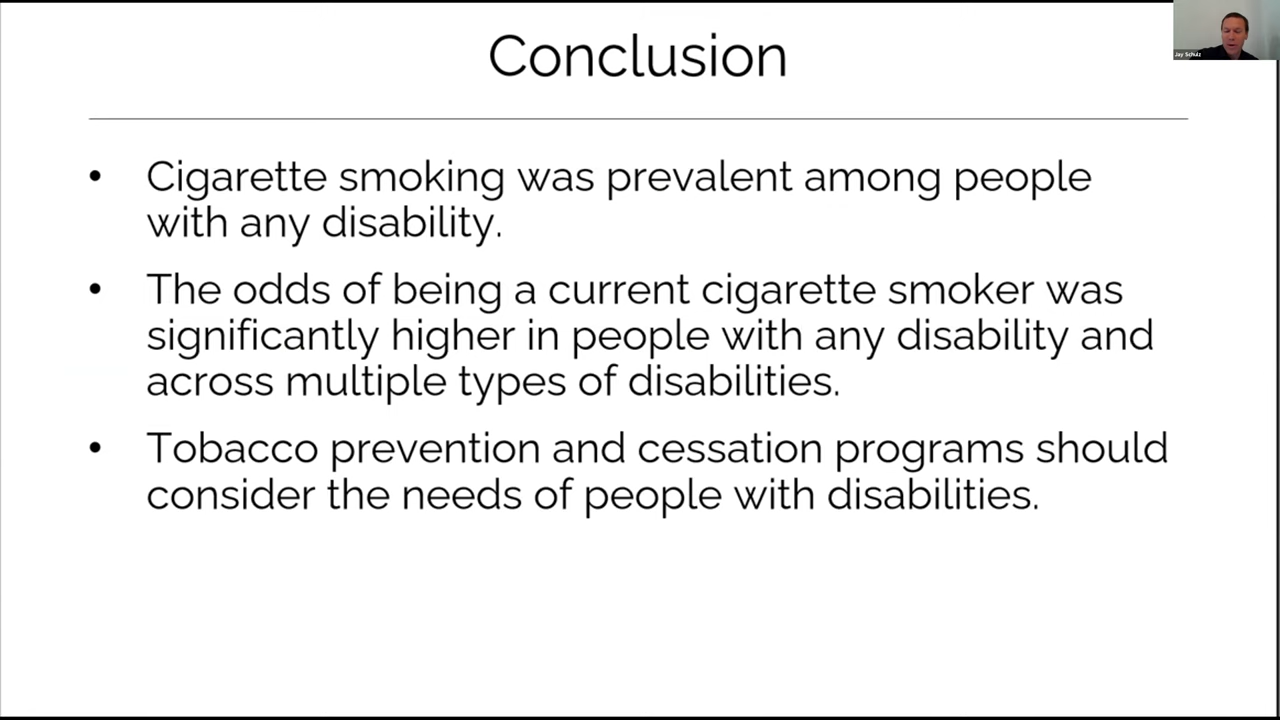 Conclusion
Jay Schulz
• Cigarette smoking was prevalent among people
with any disability.
• The odds of being a current cigarette smoker was
significantly higher in people with any disability and
across multiple types of disabilities.
• Tobacco prevention and cessation programs should
consider the needs of people with disabilities.